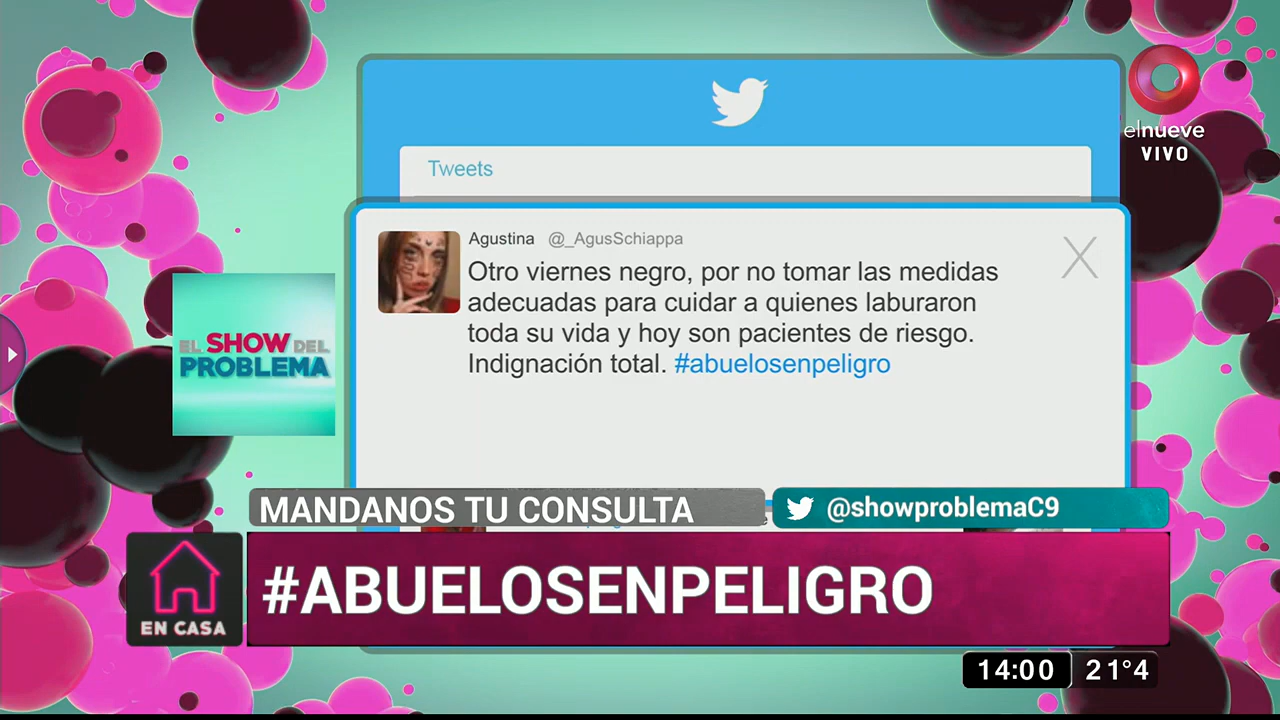 elnueve
VIVO
Tweets
Agustina @_AgusSchiappa
Otro viernes negro, por no tomar las medidas
adecuadas para cuidar a quienes laburaron
toda su vida y hoy son pacientes de riesgo.
Indignación total. #abuelosenpeligro
EL SHOW DEL
PROBLEMA
MANDANOS TU CONSULTA
@showproblemaC9
EN CASA
#ABUELOSENPELIGRO
14:00 21°4